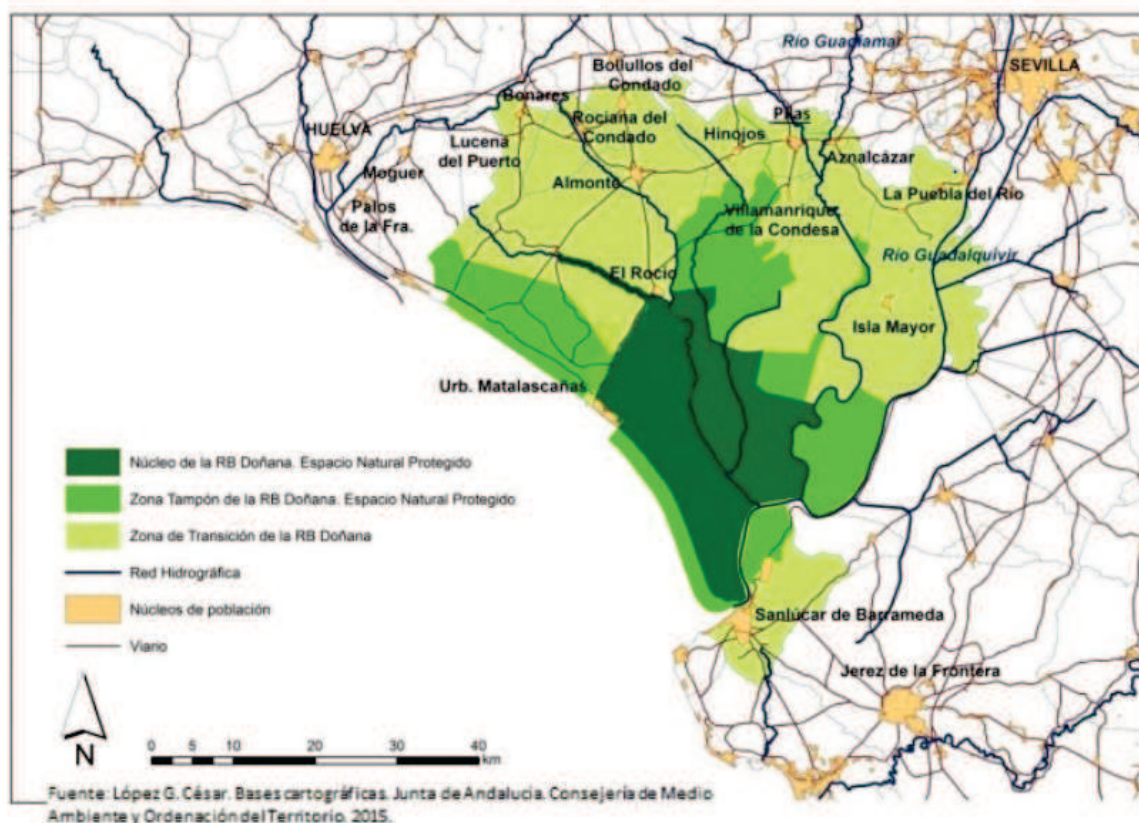 Río Guadiamar
SEVILLA
Bollullos del
Condado
Bonares
Rociana del
Condado
Pilas
HUELVA
Hinojos
Lucena
del Puerto
Aznalcázar
Moguer
Almonte
La Puebla del Río
Palos
de la Fra.
Villamanrique
de la Condesa
Río Guadalquivir
El Rocío
Isla Mayor
Urb. Matalascañas
Núcleo de la RB Doñana. Espacio Natural Protegido
Zona Tampón de la RB Doñana. Espacio Natural Protegido
Zona de Transición de la RB Doñana
Red Hidrográfica
Núcleos de población
Viario
Sanlúcar de Barrameda
Jerez de la Frontera
N
0 5 10 20 30 40
km
Fuente: López G. César. Bases cartográficas. Junta de Andalucía. Consejería de Medio
Ambiente y Ordenación del Territorio. 2015.